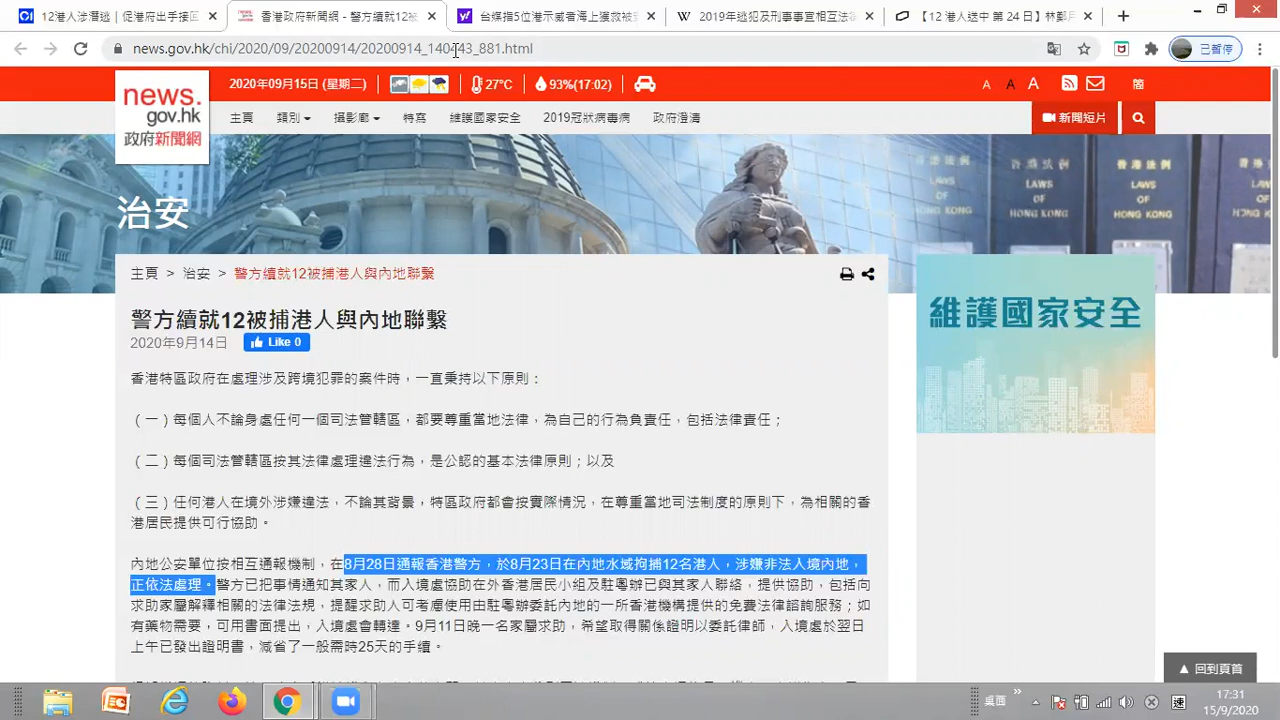 12港人涉潛逃｜促港府出手接回
香港政府新聞網 - 警方續就12被
台媒指5位港示威者海上獲救被安
2019年逃犯及刑事事宜相互法律
【12 港人送中 第 24 日】林鄭月
news.gov.hk/chi/2020/09/20200914/20200914_140443_181.html
已暫停
news.
gov.hk
政府新聞網
2020年09月15日 (星期二)
27°C
93%(17:02)
A A A
簡
主頁 類別 攝影廊 特寫 維護國家安全 2019冠狀病毒病 政府澄清
新聞短片
治安
香 港 法 例
LAWS
OF
HONG KONG
香 港 法 例
LAWS
OF
HONG KONG
主頁 > 治安 > 警方續就12被捕港人與內地聯繫
警方續就12被捕港人與內地聯繫
2020年9月14日
Like 0
維護國家安全
香港特區政府在處理涉及跨境犯罪的案件時，一直秉持以下原則：
（一）每個人不論身處任何一個司法管轄區，都要尊重當地法律，為自己的行為負責任，包括法律責任；
（二）每個司法管轄區按其法律處理違法行為，是公認的基本法律原則；以及
（三）任何港人在境外涉嫌違法，不論其背景，特區政府都會按實際情況，在尊重當地司法制度的原則下，為相關的香
港居民提供可行協助。
內地公安單位按相互通報機制，在8月28日通報香港警方，於8月23日在內地水域拘捕12名港人，涉嫌非法入境內地，
正依法處理。警方已把事情通知其家人，而入境處協助在外香港居民小組及駐粵辦已與其家人聯絡，提供協助，包括向
求助家屬解釋相關的法律法規，提醒求助人可考慮使用由駐粵辦委託內地的一所香港機構提供的免費法律諮詢服務；如
有藥物需要，可用書面提出，入境處會轉達。9月11日晚一名家屬求助，希望取得關係證明以委託律師，入境處於翌日
上午已發出證明書，減省了一般需時25天的手續。
回到頁首
桌面
速
17:31
15/9/2020